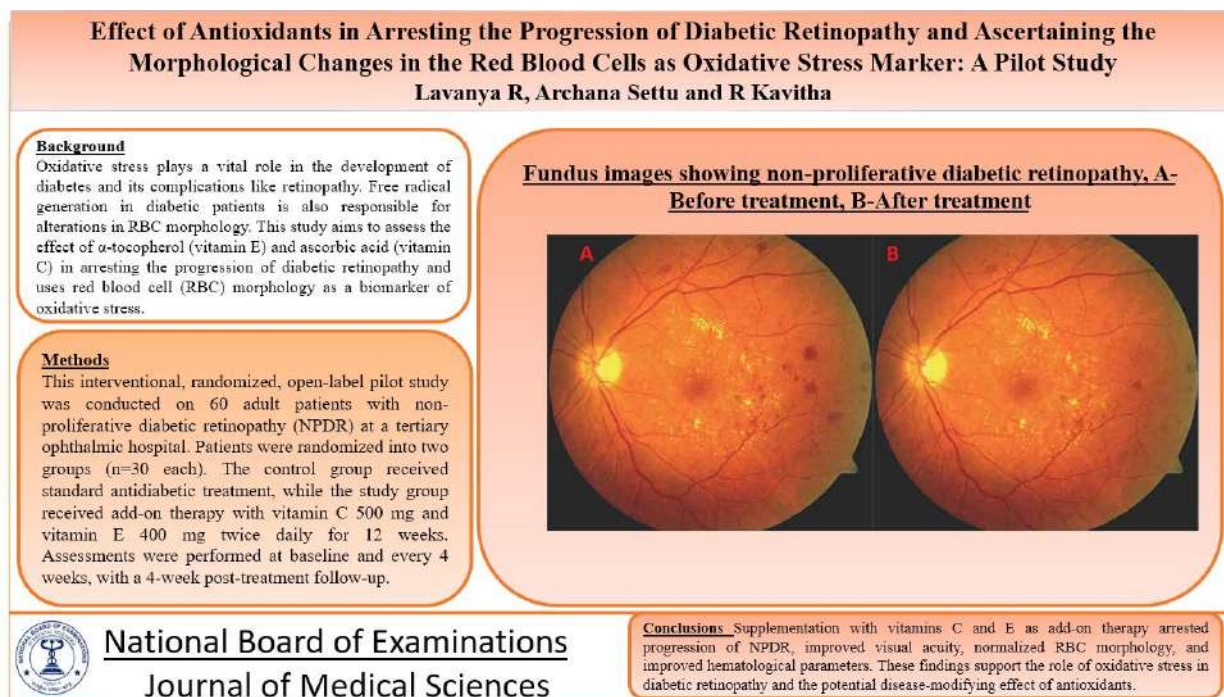 Effect of Antioxidants in Arresting the Progression of Diabetic Retinopathy and Ascertaining the
Morphological Changes in the Red Blood Cells as Oxidative Stress Marker: A Pilot Study
Lavanya R, Archana Settu and R Kavitha
Background
Oxidative stress plays a vital role in the development of
diabetes and its complications like retinopathy. Free radical
generation in diabetic patients is also responsible for
alterations in RBC morphology. This study aims to assess the
effect of α-tocopherol (vitamin E) and ascorbic acid (vitamin
C) in arresting the progression of diabetic retinopathy and
uses red blood cell (RBC) morphology as a biomarker of
oxidative stress.
Methods
This interventional, randomized, open-label pilot study
was conducted on 60 adult patients with non-
proliferative diabetic retinopathy (NPDR) at a tertiary
ophthalmic hospital. Patients were randomized into two
groups (n=30 each). The control group received
standard antidiabetic treatment, while the study group
received add-on therapy with vitamin C 500 mg and
vitamin E 400 mg twice daily for 12 weeks.
Assessments were performed at baseline and every 4
weeks, with a 4-week post-treatment follow-up.
Fundus images showing non-proliferative diabetic retinopathy, A-
Before treatment, B-After treatment
A
B
National Board of Examinations
Journal of Medical Sciences
Conclusions Supplementation with vitamins C and E as add-on therapy arrested
progression of NPDR, improved visual acuity, normalized RBC morphology, and
improved hematological parameters. These findings support the role of oxidative stress in
diabetic retinopathy and the potential disease-modifying effect of antioxidants.